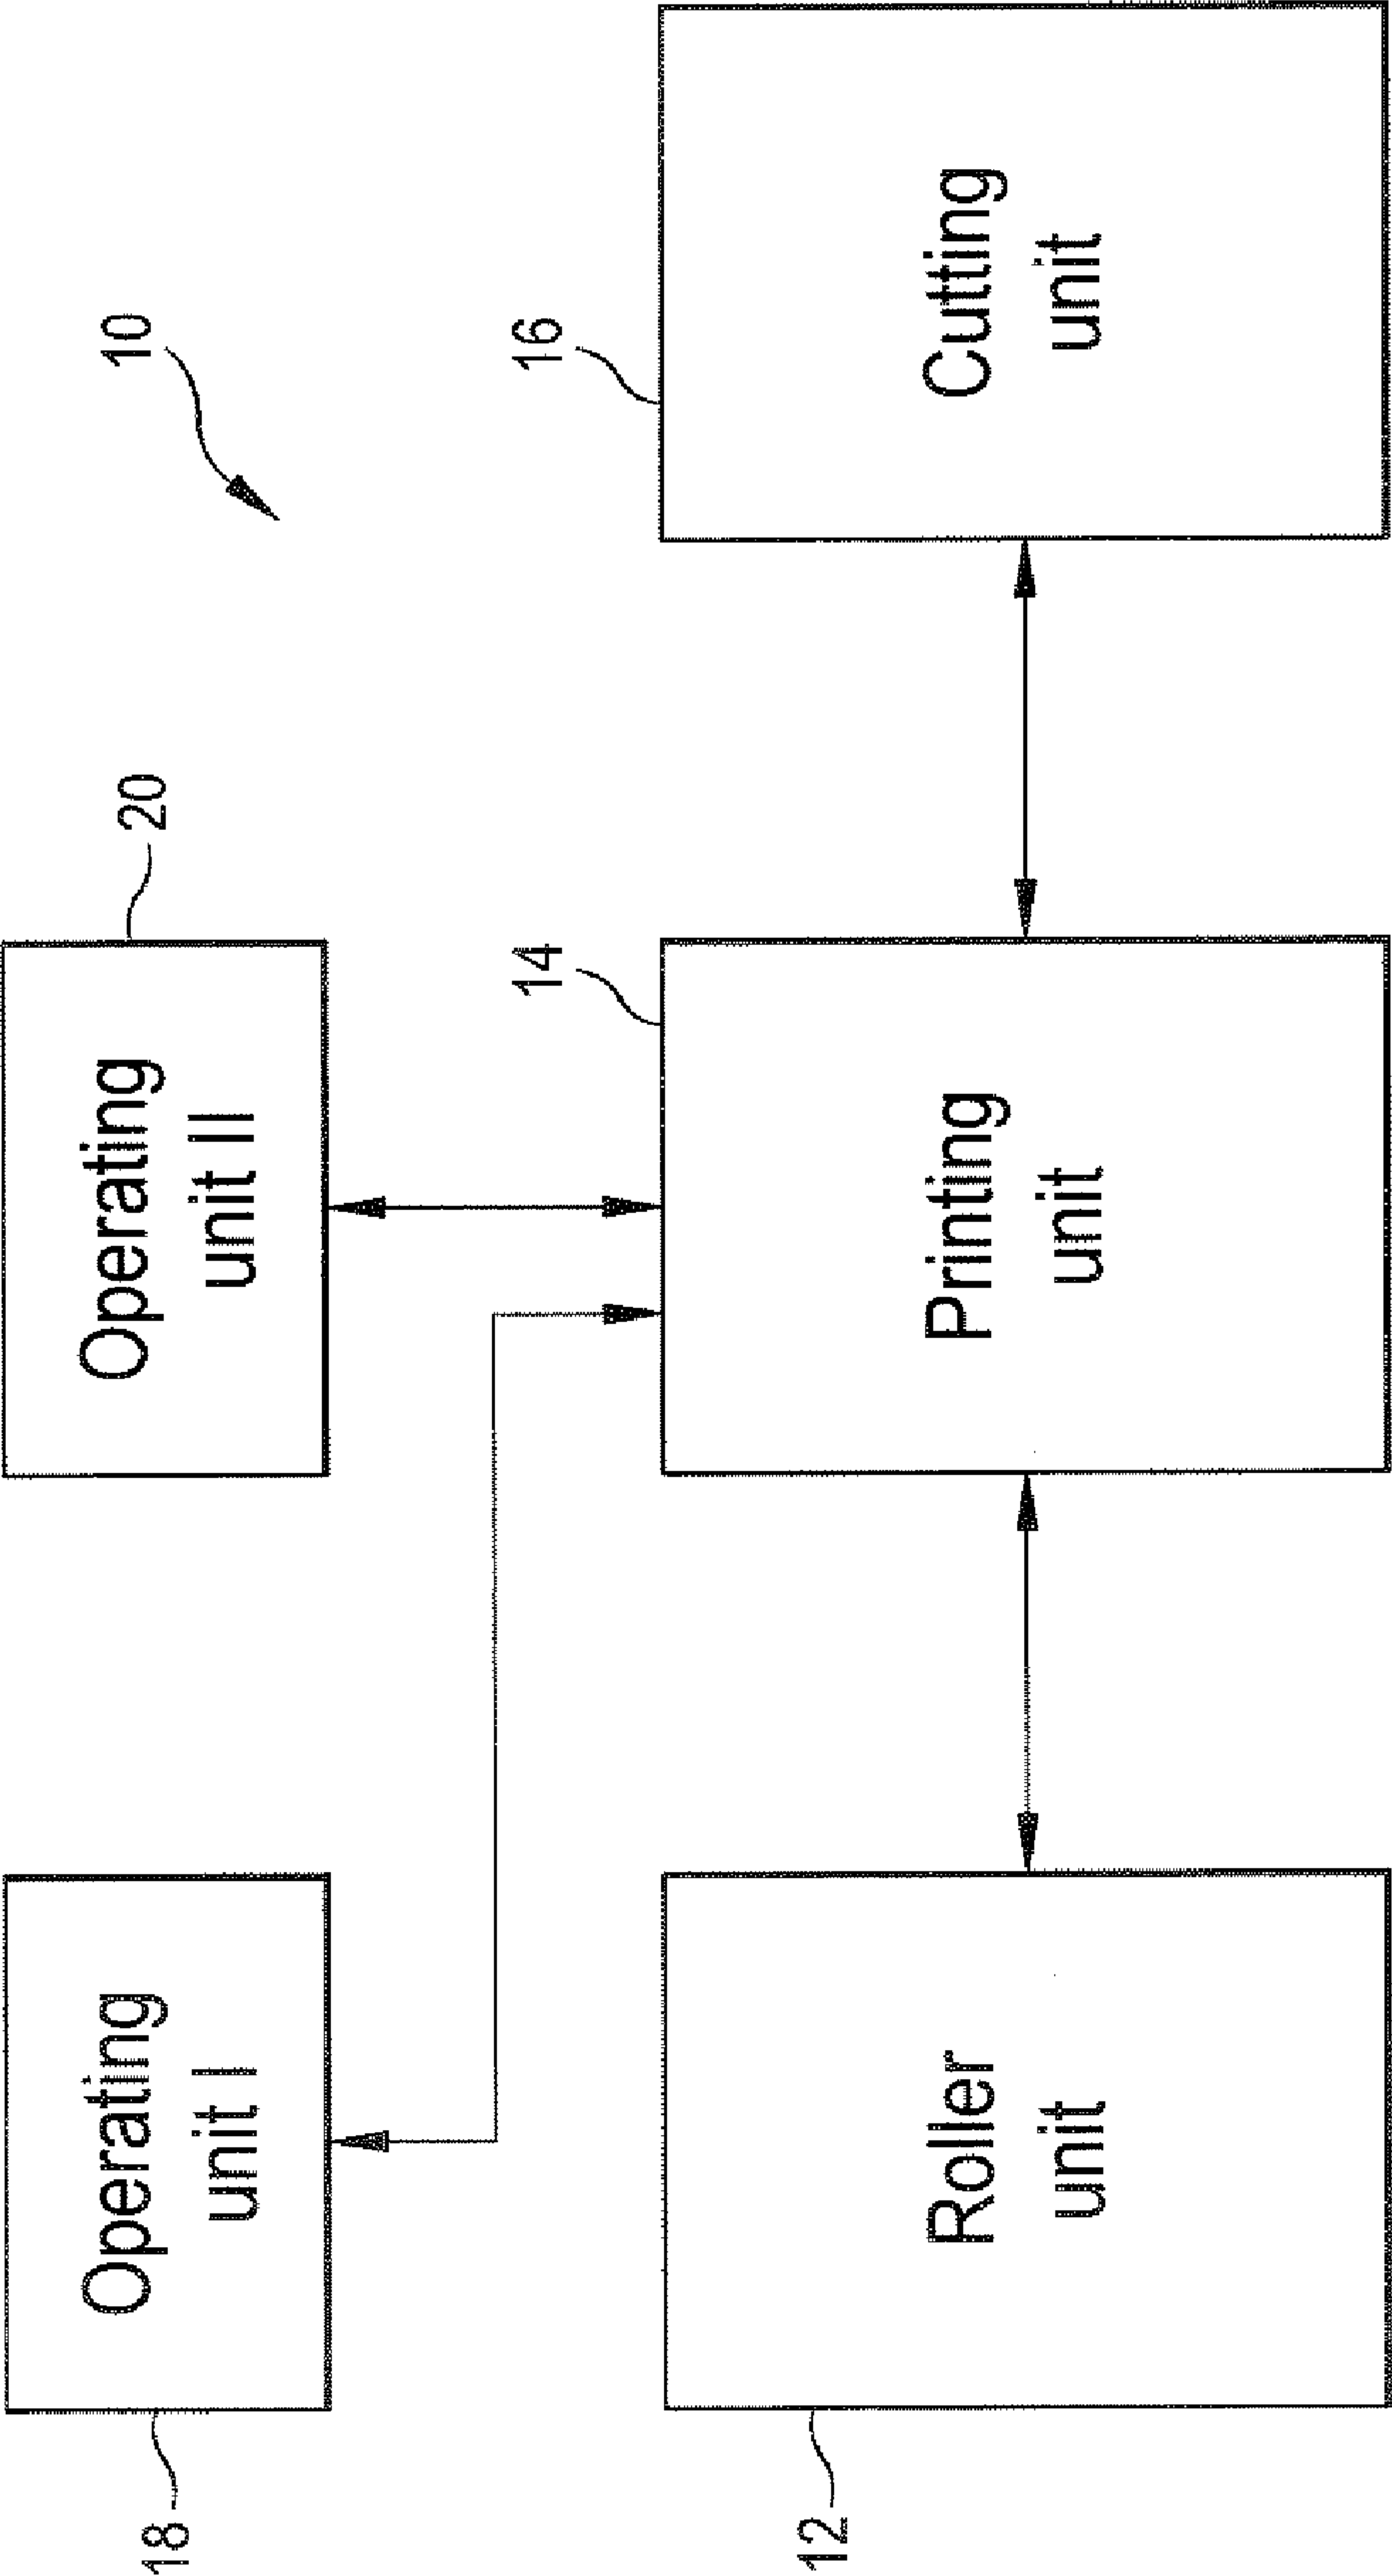 10
18
Operating
unit I
Operating
unit II
20
12
Roller
unit
14
Printing
unit
16
Cutting
unit